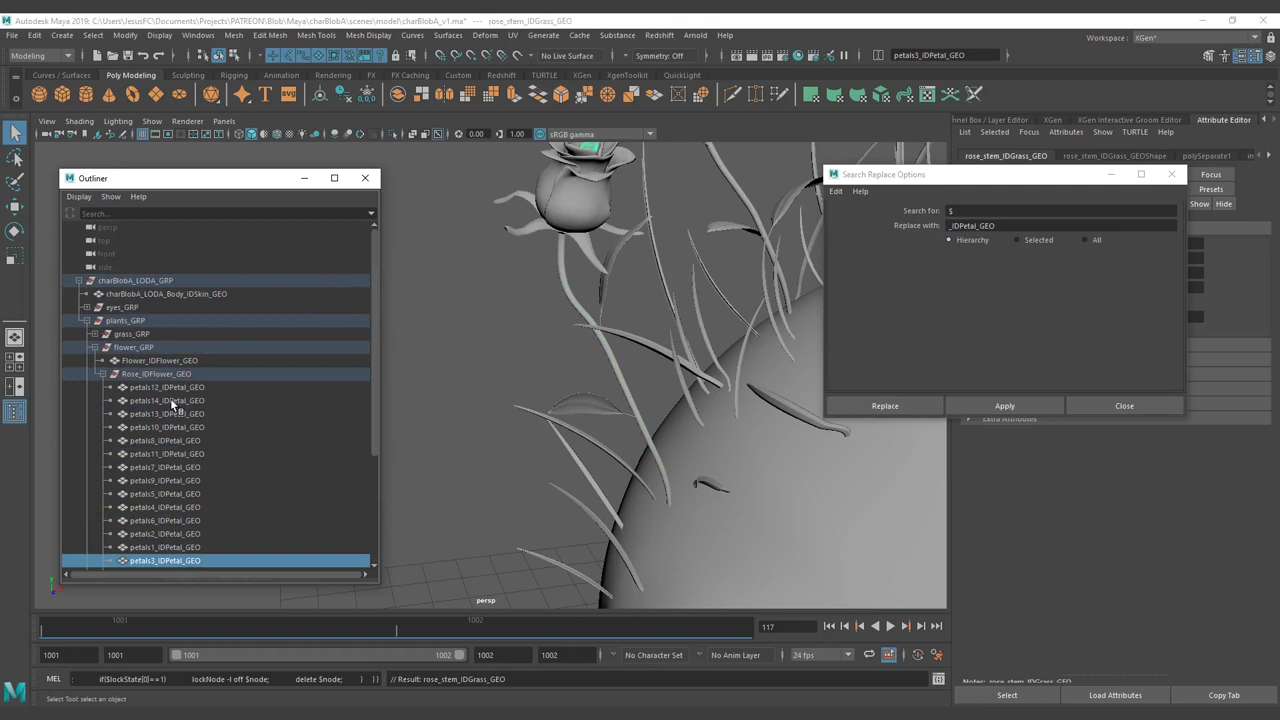 Autodesk Maya 2019: C:\Users\JesusFC\Documents\Projects\PATREON\Blob\Maya\charBlobA\scenes\model\charBlobA_v1.ma* --- rose_stem_IDGrass_GEO
File Edit Create Select Modify Display Windows Mesh Edit Mesh Mesh Tools Mesh Display Curves Surfaces Deform UV Generate Cache Substance Redshift Arnold Help Workspace : XGen*
Modeling No Live Surface Symmetry: Off petals3_IDPetal_GEO
Curves / Surfaces Poly Modeling Sculpting Rigging Animation Rendering FX FX Caching Custom Redshift TURTLE XGen XgenToolkit QuickLight
View Shading Lighting Show Renderer Panels nnel Box / Layer Editor XGen XGen Interactive Groom Editor Attribute Editor
0.00 1.00 sRGB gamma
List Selected Focus Attributes Show TURTLE Help
rose_stem_IDGrass_GEO rose_stem_IDGrass_GEOShape polySeparate1
Focus
Presets
Show Hide
Outliner
Display Show Help
Search...
persp
top
front
side
charBlobA_LODA_GRP
charBlobA_LODA_Body_IDSkin_GEO
eyes_GRP
plants_GRP
grass_GRP
flower_GRP
Flower_IDFlower_GEO
Rose_IDFlower_GEO
petals12_IDPetal_GEO
petals14_IDPetal_GEO
petals13_IDPetal_GEO
petals10_IDPetal_GEO
petals8_IDPetal_GEO
petals11_IDPetal_GEO
petals7_IDPetal_GEO
petals9_IDPetal_GEO
petals5_IDPetal_GEO
petals4_IDPetal_GEO
petals6_IDPetal_GEO
petals2_IDPetal_GEO
petals1_IDPetal_GEO
petals3_IDPetal_GEO
Search Replace Options
Edit Help
Search for: $
Replace with: _IDPetal_GEO
Hierarchy Selected All
Replace Apply Close
Extra Attributes
persp
1001 1002 117
1001 1001 1001 1002 1002 1002 No Character Set No Anim Layer 24 fps
MEL if($lockState[0]==1) lockNode -l off $node; delete $node; } }} // Result: rose_stem_IDGrass_GEO
Select Tool: select an object
Notes: rose_stem_IDGrass_GEO
Select Load Attributes Copy Tab